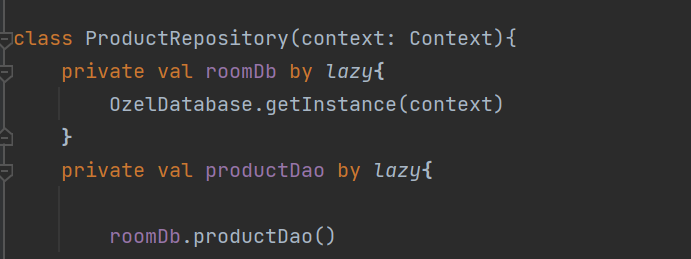 class ProductRepository(context: Context){
private val roomDb by lazy{
OzelDatabase.getInstance(context)
}
private val productDao by lazy{
roomDb.productDao()